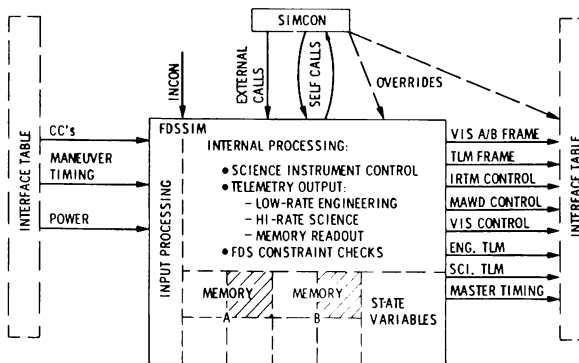 SIMCON
INCON
EXTERNAL
CALLS
SELF CALLS
OVERRIDES
INTERFACE TABLE
CC's
MANEUVER
TIMING
POWER
FDSSIM
INPUT PROCESSING
INTERNAL PROCESSING:
● SCIENCE INSTRUMENT CONTROL
● TELEMETRY OUTPUT:
– LOW-RATE ENGINEERING
– HI-RATE SCIENCE
– MEMORY READOUT
● FDS CONSTRAINT CHECKS
MEMORY
A
MEMORY
B
STATE
VARIABLES
VIS A/B FRAME
TLM FRAME
IRTM CONTROL
MAWD CONTROL
VIS CONTROL
ENG. TLM
SCI. TLM
MASTER TIMING
INTERFACE TABLE